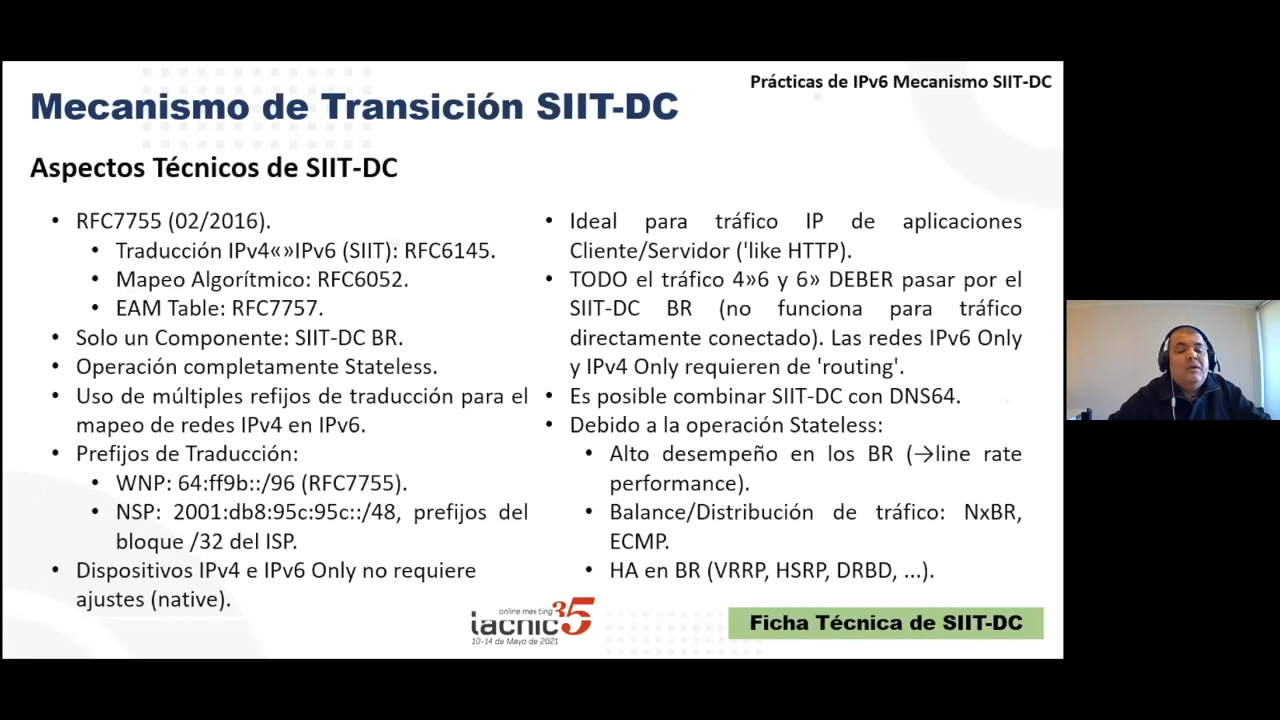 Prácticas de IPv6 Mecanismo SIIT-DC
Mecanismo de Transición SIIT-DC
Aspectos Técnicos de SIIT-DC
• RFC7755 (02/2016).
• Traducción IPv4«»IPv6 (SIIT): RFC6145.
• Mapeo Algorítmico: RFC6052.
• EAM Table: RFC7757.
• Solo un Componente: SIIT-DC BR.
• Operación completamente Stateless.
• Uso de múltiples refijos de traducción para el
mapeo de redes IPv4 en IPv6.
• Prefijos de Traducción:
• WNP: 64:ff9b::/96 (RFC7755).
• NSP: 2001:db8:95c:95c::/48, prefijos del
bloque /32 del ISP.
• Dispositivos IPv4 e IPv6 Only no requiere
ajustes (native).
• Ideal para tráfico IP de aplicaciones
Cliente/Servidor ('like HTTP).
• TODO el tráfico 4»6 y 6» DEBER pasar por el
SIIT-DC BR (no funciona para tráfico
directamente conectado). Las redes IPv6 Only
y IPv4 Only requieren de 'routing'.
• Es posible combinar SIIT-DC con DNS64.
• Debido a la operación Stateless:
• Alto desempeño en los BR (→line rate
performance).
• Balance/Distribución de tráfico: NxBR,
ECMP.
• HA en BR (VRRP, HSRP, DRBD, ...).
online meeting
lacnic35
10-14 de Mayo de 2021
Ficha Técnica de SIIT-DC